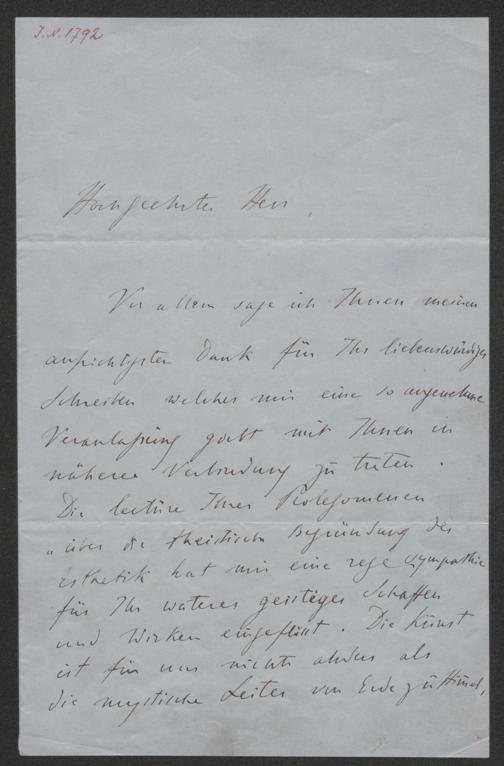 I.N. 1792
Hochgeehrter Herr,
Vor allem sage ich Ihnen meinen
aufrichtigsten Dank für Ihr liebenswürdiges
Schreiben welches mir eine so angenehme
Veranlaßung giebt mit Ihnen in
nähere Verbindung zu treten.
Die lectüre Ihrer Prolegomenen
"über die theistische Begründung der
esthetik hat mir eine rege Sympathie
für Ihr weiteres geistiges Schaffen
und Wirken eingeflößt. Die Kunst
ist für uns nichts anders als
die mystische Leiter von Erde zu Himel,